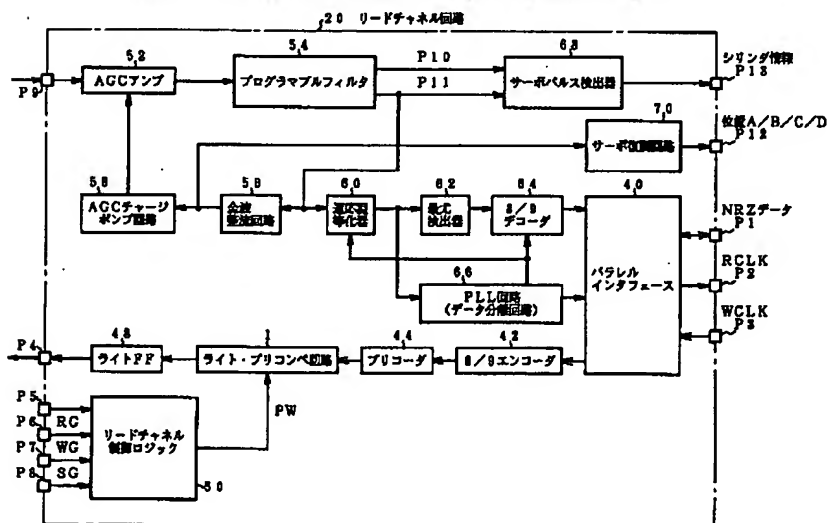 20 リードチャネル回路
52
AGCアンプ
54
プログラマブルフィルタ
P10
P11
68
サーボパルス検出器
シリンダ情報
P13
P9
70
サーボ復調回路
位置A/B/C/D
P12
58
AGCチャージ
ポンプ回路
59
全波
整流回路
60
適応型
等化器
62
最尤
検出器
64
8/9
デコーダ
40
パラレル
インタフェース
NRZデータ
P1
RCLK
P2
WCLK
P3
66
PLL回路
(データ分離回路)
P4
48
ライトFF
1
ライト・プリコンペ回路
44
プリコーダ
42
8/9エンコーダ
PW
P5
P6
P7
P8
RG
WG
SG
リードチャネル
制御ロジック
50